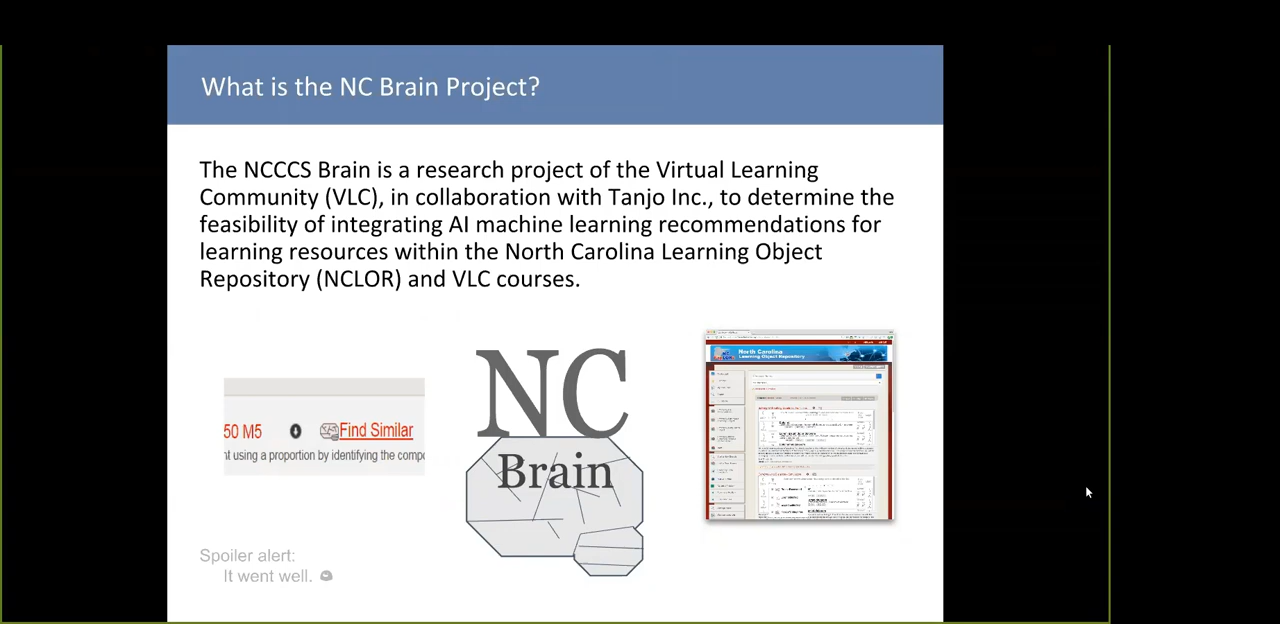 What is the NC Brain Project?
The NCCCS Brain is a research project of the Virtual Learning
Community (VLC), in collaboration with Tanjo Inc., to determine the
feasibility of integrating AI machine learning recommendations for
learning resources within the North Carolina Learning Object
Repository (NCLOR) and VLC courses.
50 M5 Find Similar
using a proportion by identifying the
NC
Brain
North Carolina
Learning Object Repository
Spoiler alert:
It went well.